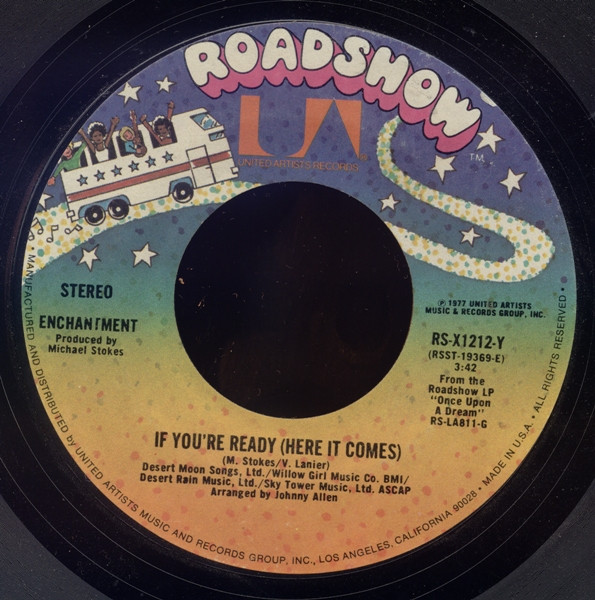 ROADSHOW
TM.
UA
UNITED ARTISTS RECORDS
STEREO
ENCHANTMENT
Produced by
Michael Stokes
℗ 1977 UNITED ARTISTS
MUSIC & RECORDS GROUP, INC.
RS-X1212-Y
(RSST-19369-E)
3:42
From the
Roadshow LP
"Once Upon
A Dream"
RS-LA811-G
IF YOU'RE READY (HERE IT COMES)
(M. Stokes/V. Lanier)
Desert Moon Songs, Ltd./Willow Girl Music Co. BMI/
Desert Rain Music, Ltd./Sky Tower Music, Ltd. ASCAP
Arranged by Johnny Allen
• MANUFACTURED AND DISTRIBUTED BY UNITED ARTISTS MUSIC AND RECORDS GROUP, INC., LOS ANGELES, CALIFORNIA 90028 • MADE IN U.S.A. • ALL RIGHTS RESERVED •